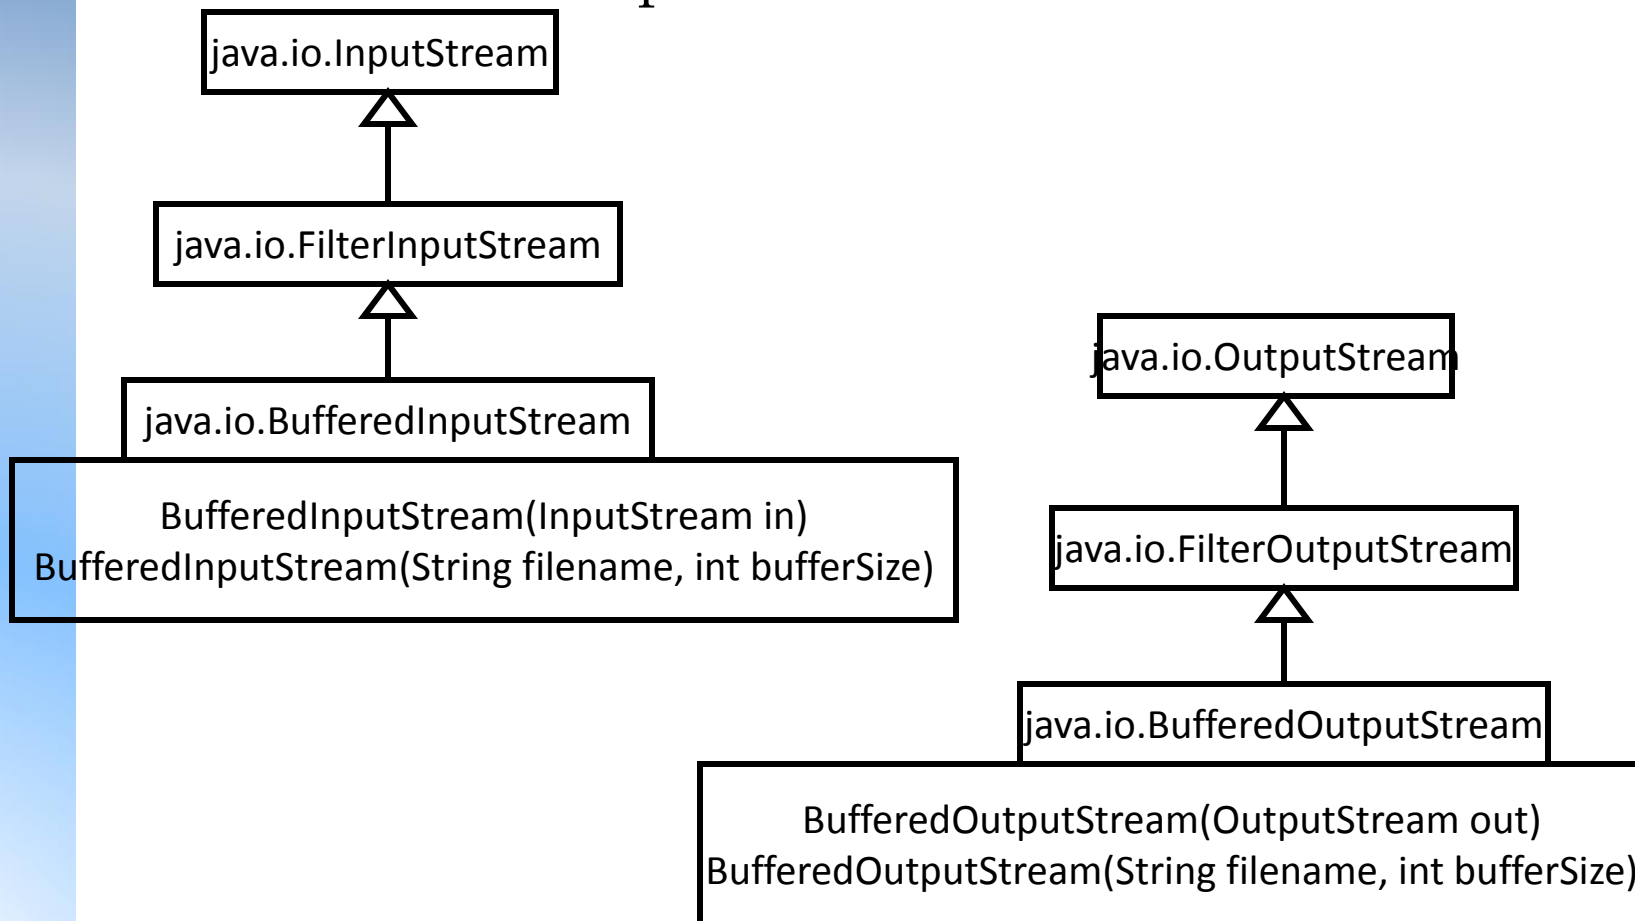 java.io.InputStream
java.io.FilterInputStream
java.io.BufferedInputStream
BufferedInputStream(InputStream in)
BufferedInputStream(String filename, int bufferSize)
java.io.OutputStream
java.io.FilterOutputStream
java.io.BufferedOutputStream
BufferedOutputStream(OutputStream out)
BufferedOutputStream(String filename, int bufferSize)